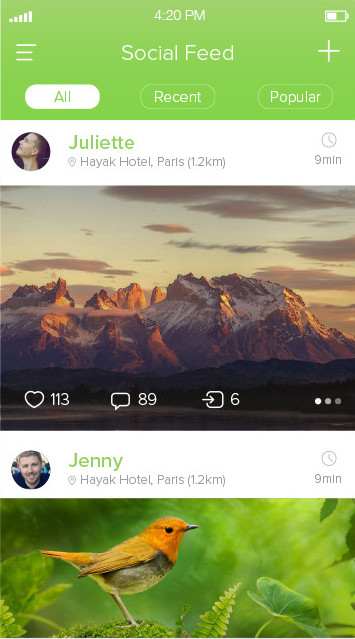 4:20 PM
Social Feed
All
Recent
Popular
Juliette
Hayak Hotel, Paris (1.2km)
9min
113
89
6
Jenny
Hayak Hotel, Paris (1.2km)
9min